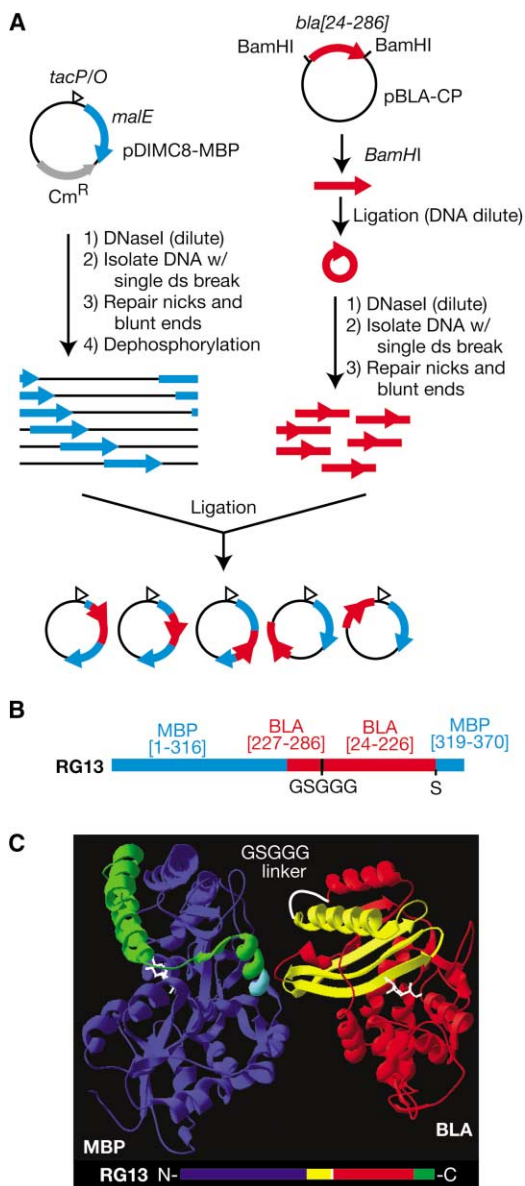 A
bla[24-286]
BamHI
BamHI
tacP/O
malE
pBLA-CP
pDIMC8-MBP
CmR
BamHI
Ligation (DNA dilute)
1) DNaseI (dilute)
2) Isolate DNA w/
single ds break
3) Repair nicks and
blunt ends
4) Dephosphorylation
1) DNaseI (dilute)
2) Isolate DNA w/
single ds break
3) Repair nicks and
blunt ends
Ligation
B
MBP
[1-316]
BLA
[227-286]
BLA
[24-226]
MBP
[319-370]
RG13
GSGGG
S
C
GSGGG
linker
MBP
BLA
RG13 N-
-C